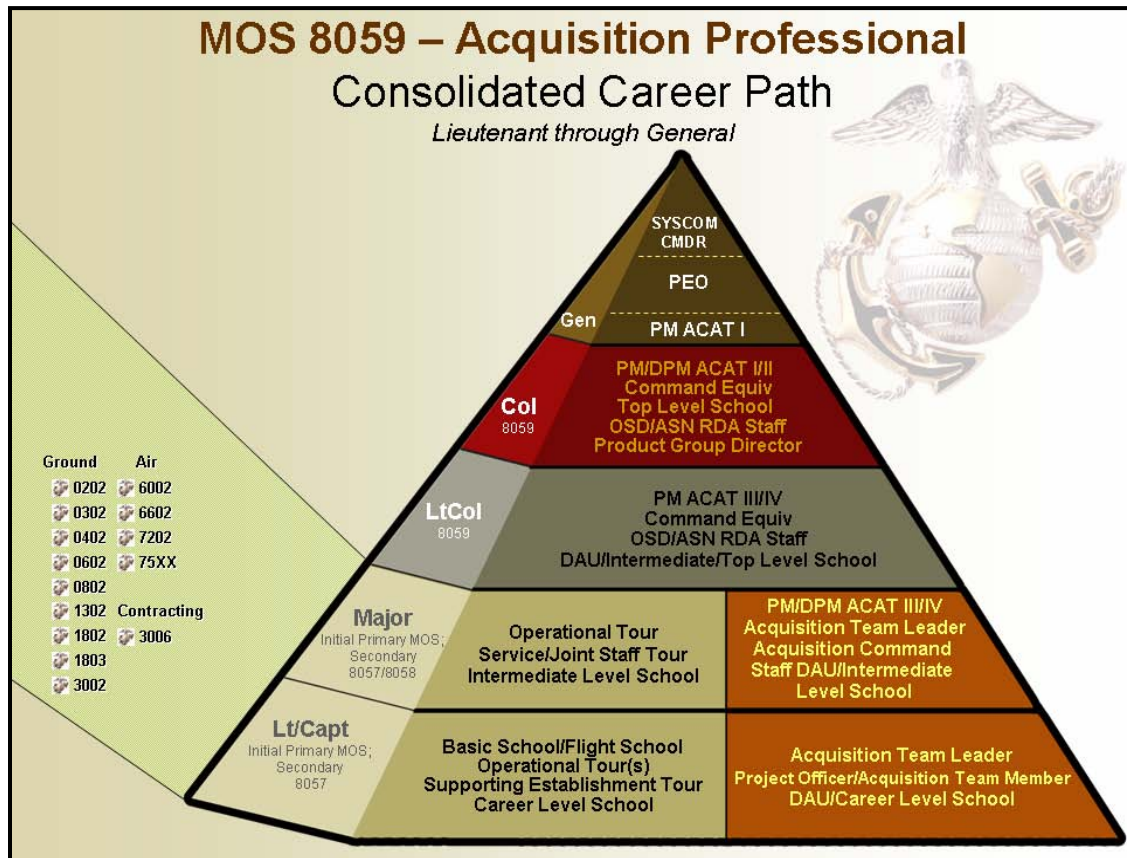 MOS 8059 – Acquisition Professional
Consolidated Career Path
Lieutenant through General
SYSCOM
CMDR
PEO
PM ACAT I
Gen
Col
8059
PM/DPM ACAT I/II
Command Equiv
Top Level School
OSD/ASN RDA Staff
Product Group Director
LtCol
8059
PM ACAT III/IV
Command Equiv
OSD/ASN RDA Staff
DAU/Intermediate/Top Level School
Major
Initial Primary MOS;
Secondary
8057/8058
Operational Tour
Service/Joint Staff Tour
Intermediate Level School
PM/DPM ACAT III/IV
Acquisition Team Leader
Acquisition Command
Staff DAU/Intermediate
Level School
Lt/Capt
Initial Primary MOS;
Secondary
8057
Basic School/Flight School
Operational Tour(s)
Supporting Establishment Tour
Career Level School
Acquisition Team Leader
Project Officer/Acquisition Team Member
DAU/Career Level School
Ground Air
0202 6002
0302 6602
0402 7202
0602 75XX
0802
1302 Contracting
1802 3006
1803
3002